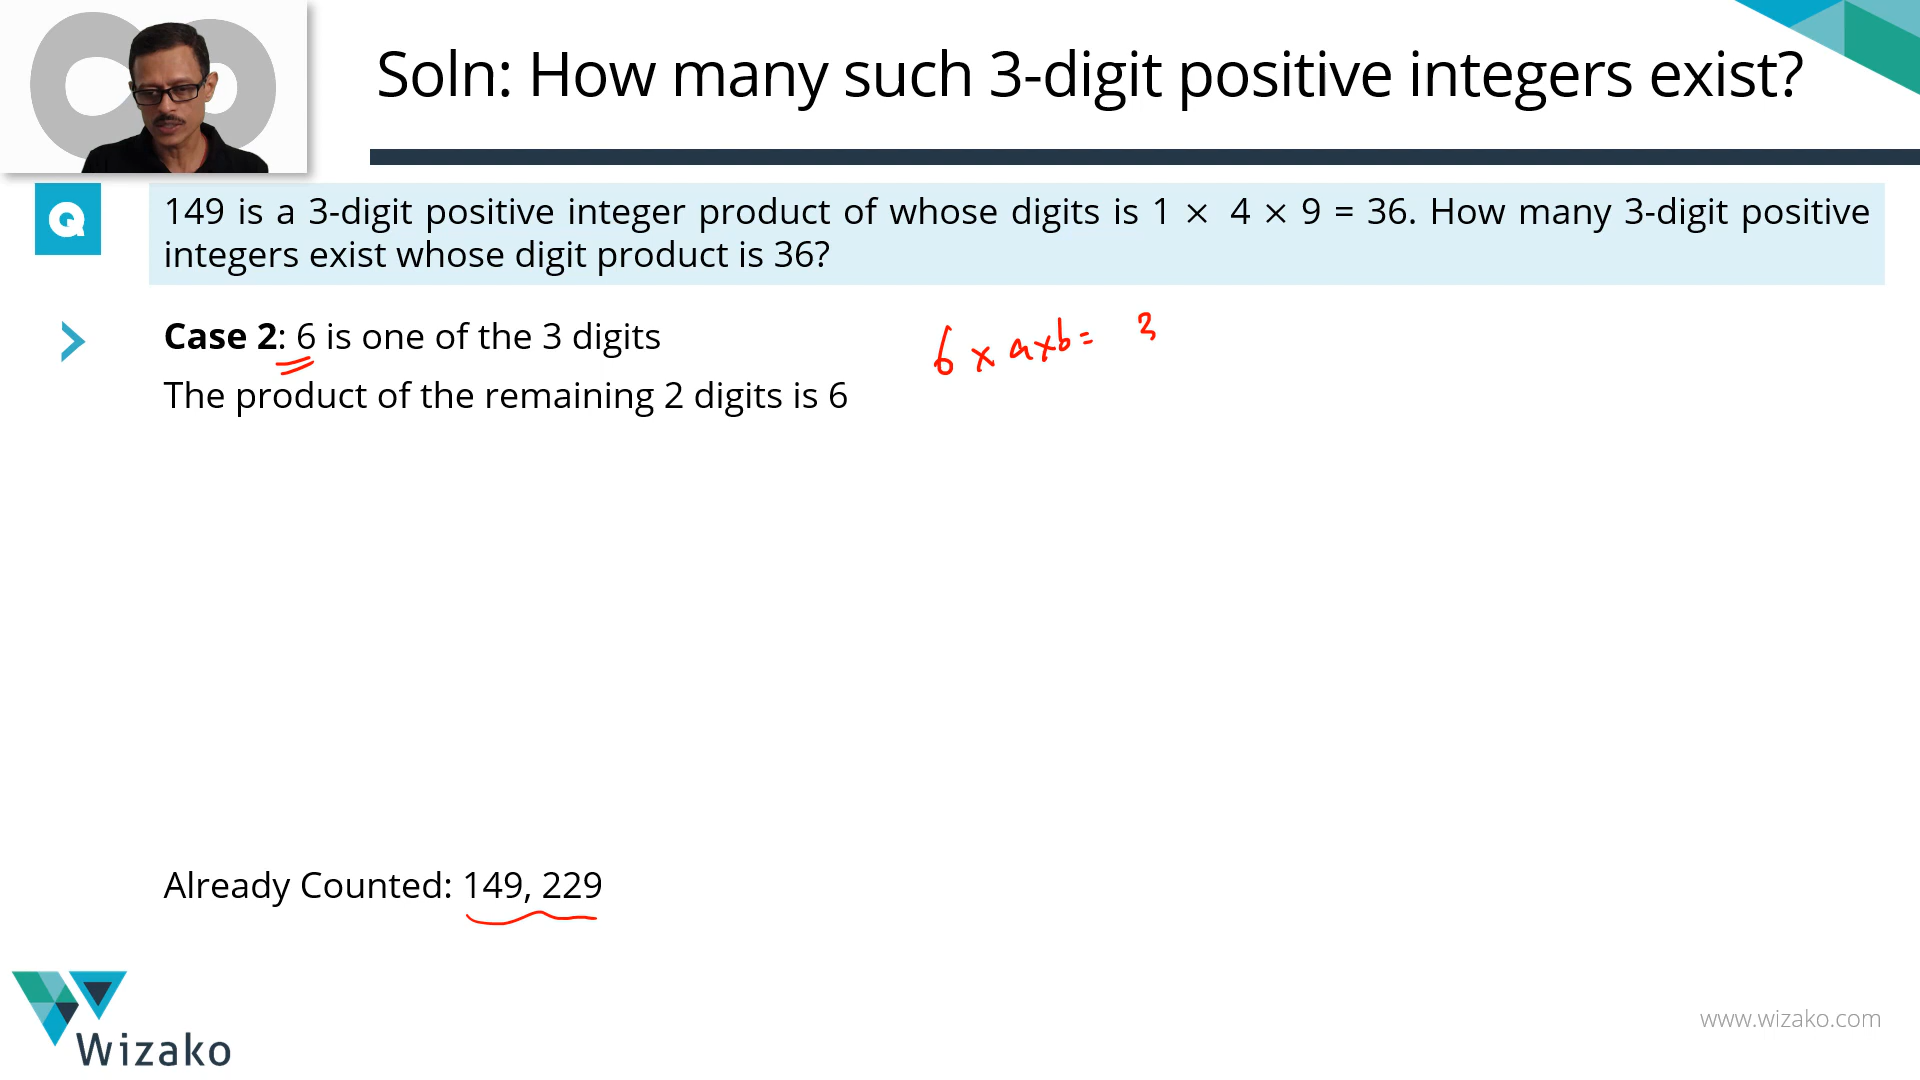 Soln: How many such 3-digit positive integers exist?
Q
149 is a 3-digit positive integer product of whose digits is 1 × 4 × 9 = 36. How many 3-digit positive
integers exist whose digit product is 36?
Case 2: 6 is one of the 3 digits
6 x a x b = 3
The product of the remaining 2 digits is 6
Already Counted: 149, 229
Wizako
www.wizako.com